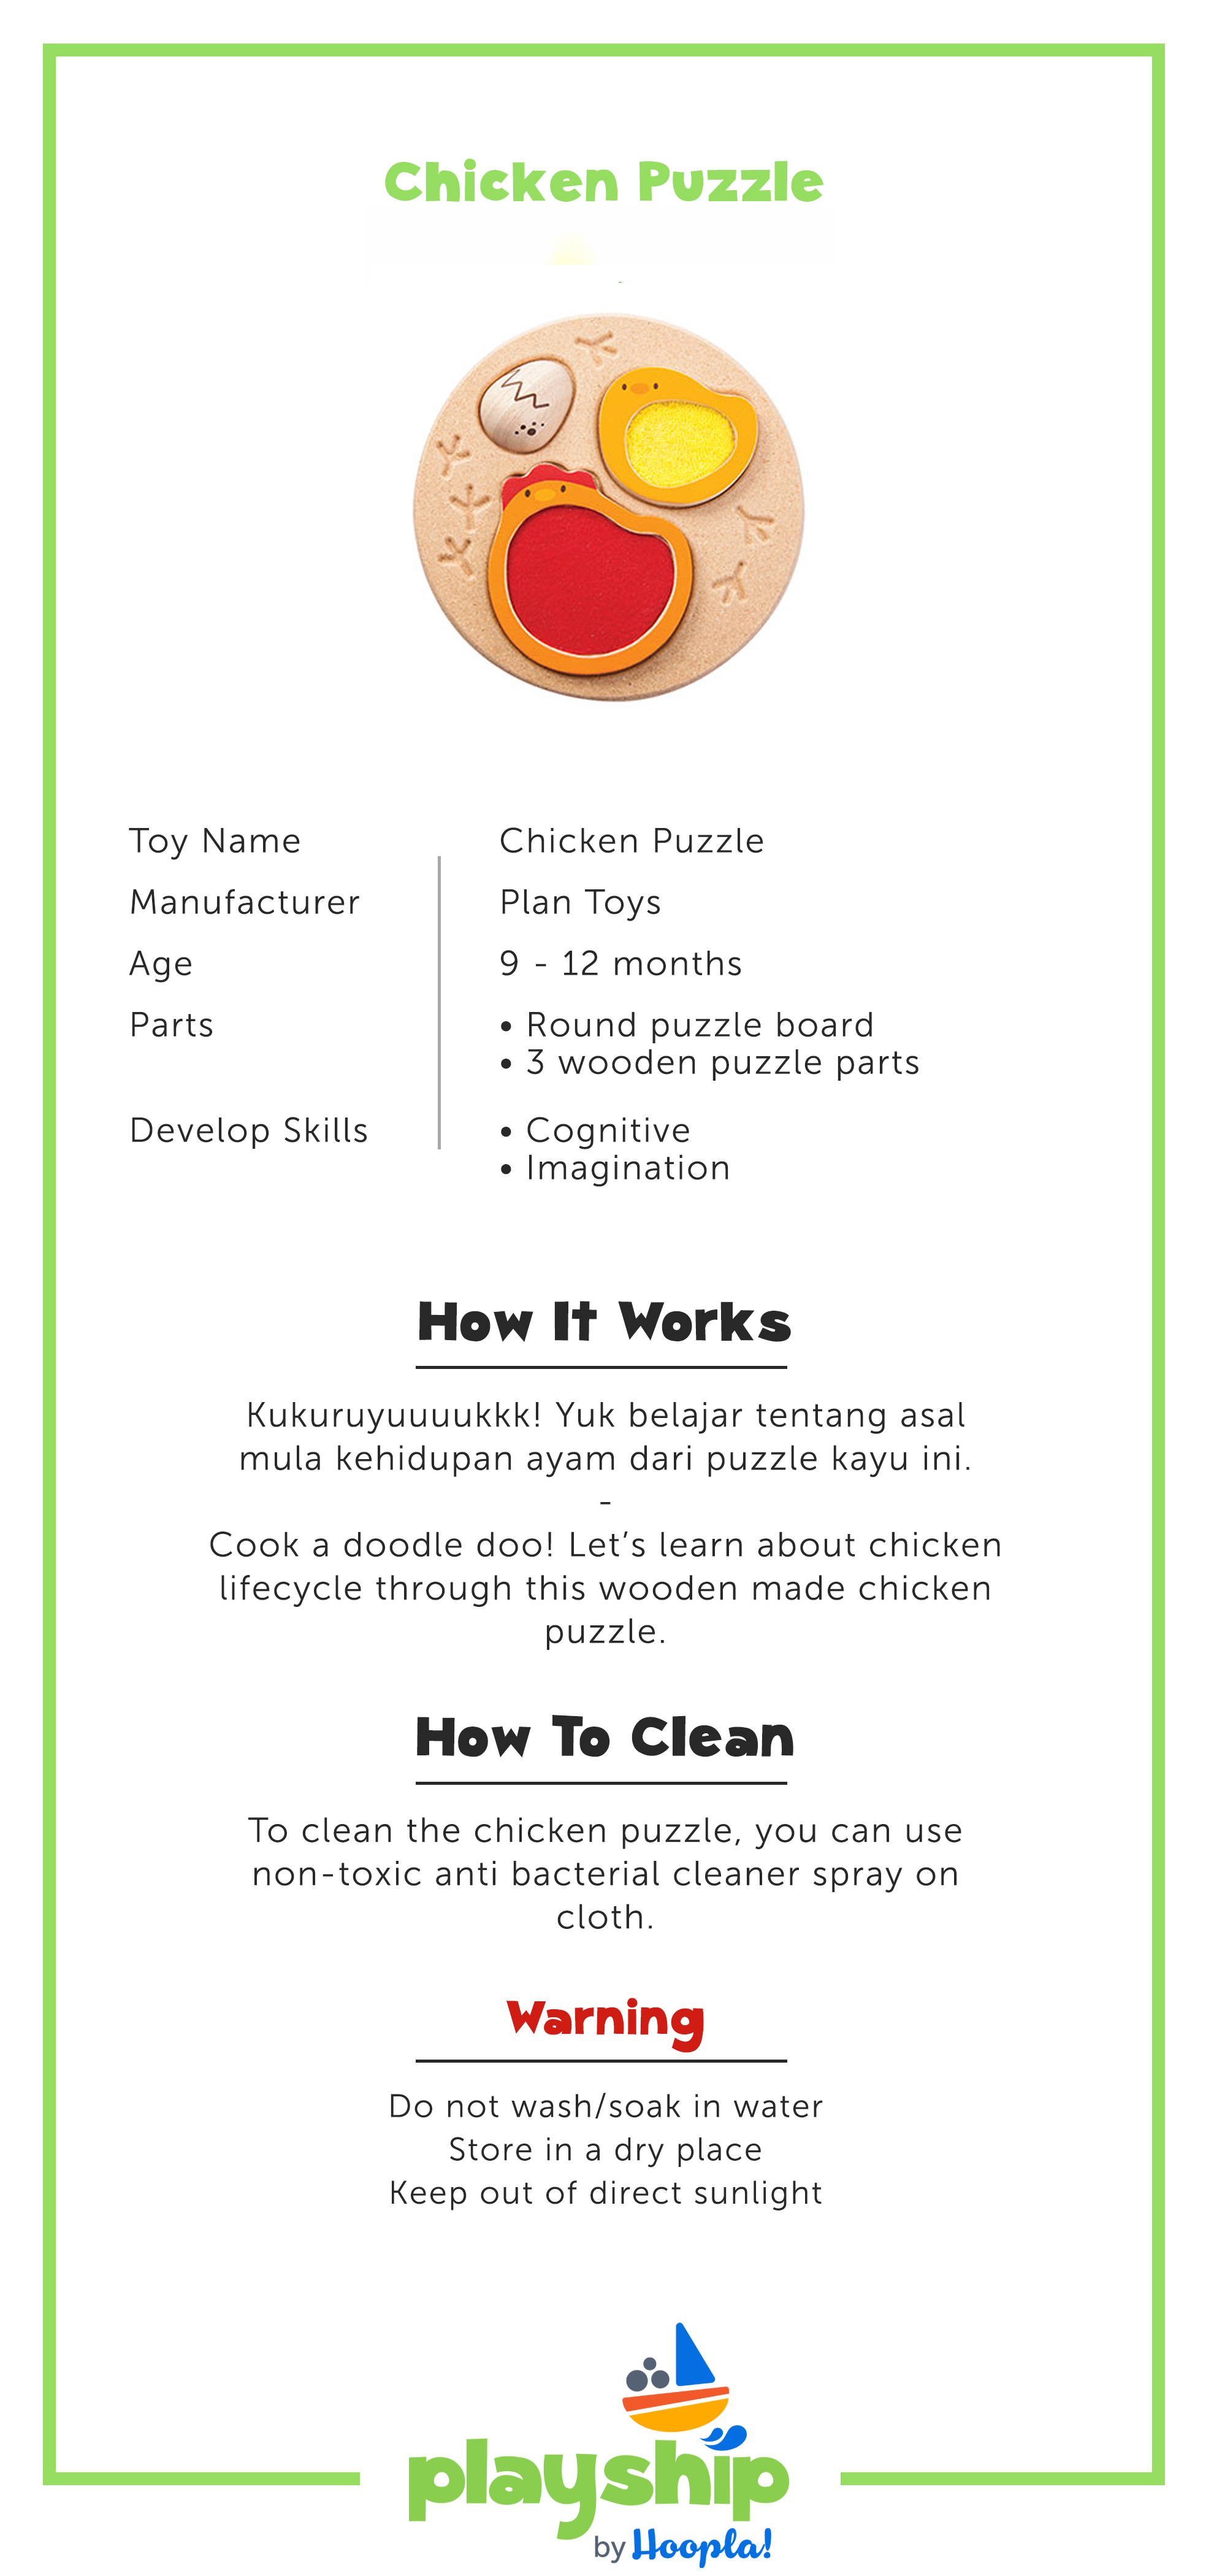 Chicken Puzzle
Toy Name
Chicken Puzzle
Manufacturer
Plan Toys
Age
9 - 12 months
Parts
• Round puzzle board
• 3 wooden puzzle parts
Develop Skills
• Cognitive
• Imagination
How It Works
Kukuruyuuuukkk! Yuk belajar tentang asal
mula kehidupan ayam dari puzzle kayu ini.
-
Cook a doodle doo! Let’s learn about chicken
lifecycle through this wooden made chicken
puzzle.
How To Clean
To clean the chicken puzzle, you can use
non-toxic anti bacterial cleaner spray on
cloth.
Warning
Do not wash/soak in water
Store in a dry place
Keep out of direct sunlight
playship
by Hoopla!